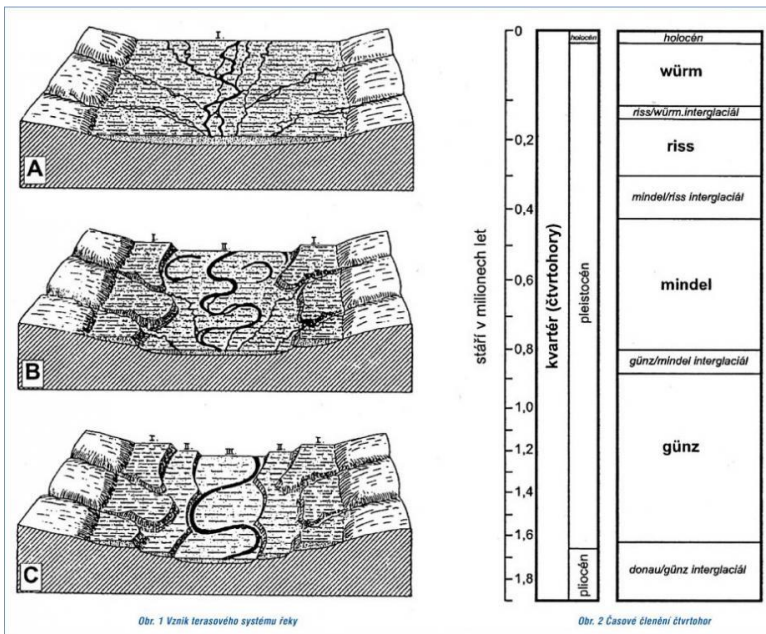 I.
A
I.
II.
I.
B
I.
II.
III.
II.
I.
C
Obr. 1 Vznik terasového systému řeky
stáří v milionech let
0
0,2
0,4
0,6
0,8
1,0
1,2
1,4
1,6
1,8
kvartér (čtvrtohory)
holocén
pleistocén
pliocén
holocén
würm
riss/würm.interglaciál
riss
mindel/riss interglaciál
mindel
günz/mindel interglaciál
günz
donau/günz interglaciál
Obr. 2 Časové členění čtvrtohor